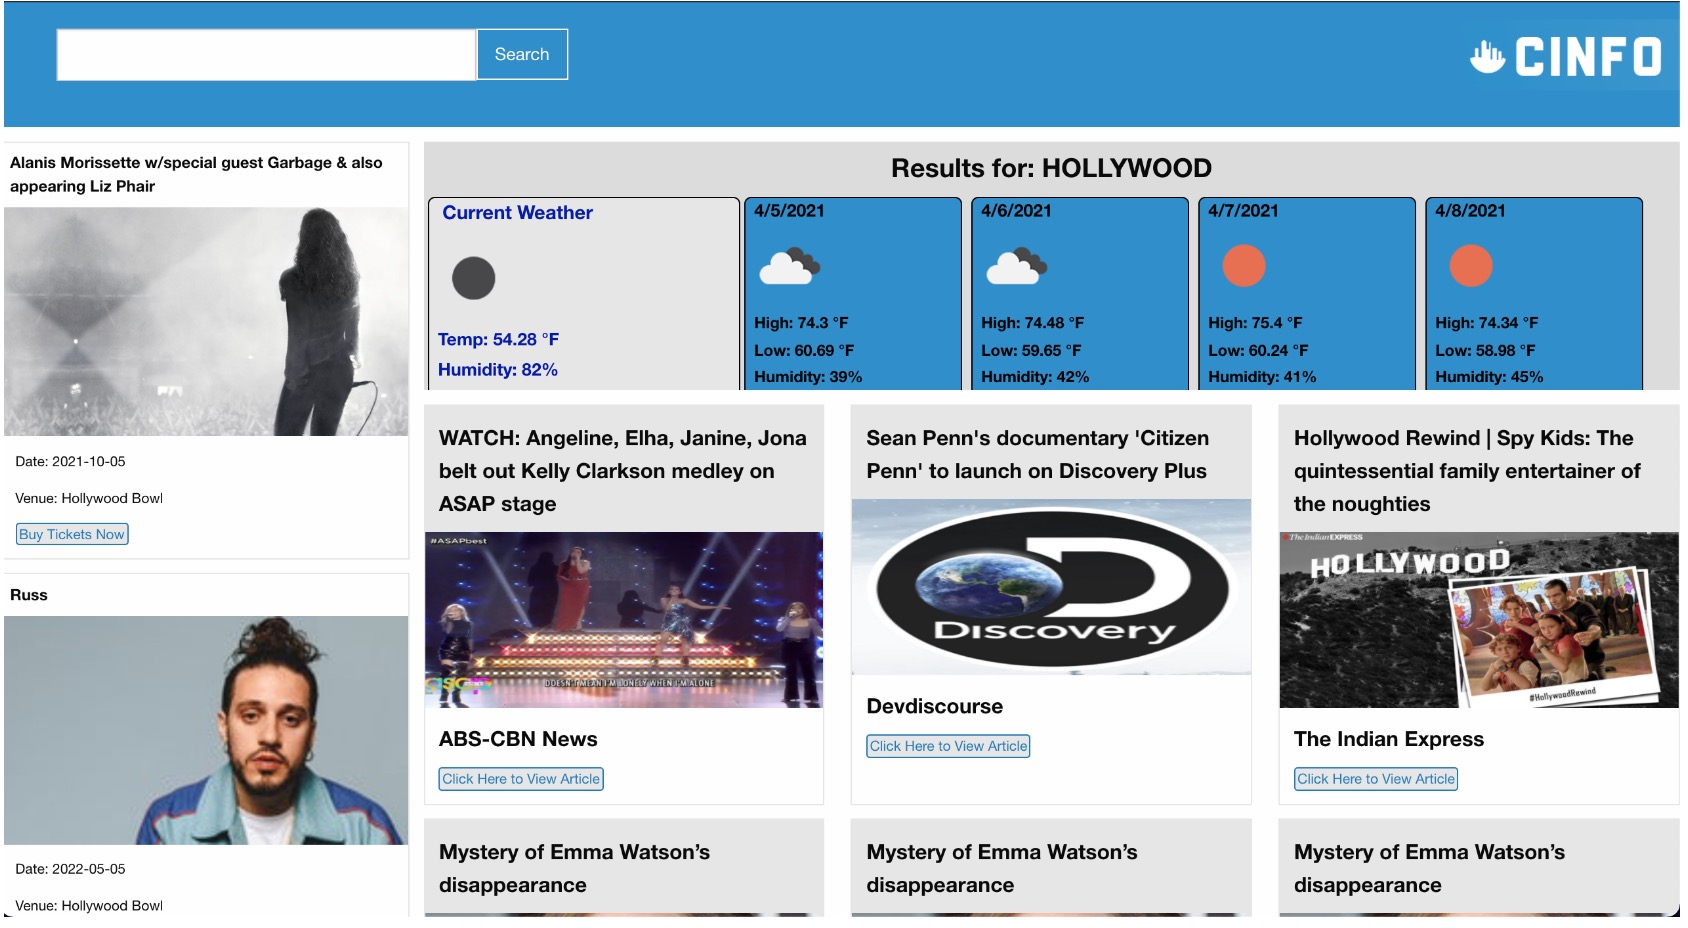 Search
CINFO
Alanis Morissette w/special guest Garbage & also
appearing Liz Phair
Date: 2021-10-05
Venue: Hollywood Bowl
Buy Tickets Now
Russ
Date: 2022-05-05
Venue: Hollywood Bowl
Results for: HOLLYWOOD
Current Weather
Temp: 54.28 °F
Humidity: 82%
4/5/2021
High: 74.3 °F
Low: 60.69 °F
Humidity: 39%
4/6/2021
High: 74.48 °F
Low: 59.65 °F
Humidity: 42%
4/7/2021
High: 75.4 °F
Low: 60.24 °F
Humidity: 41%
4/8/2021
High: 74.34 °F
Low: 58.98 °F
Humidity: 45%
WATCH: Angeline, Elha, Janine, Jona
belt out Kelly Clarkson medley on
ASAP stage
#ASAPbest
DOESN'T MEAN I'M LONELY WHEN I'M ALONE
ABS-CBN News
Click Here to View Article
Sean Penn's documentary 'Citizen
Penn' to launch on Discovery Plus
Discovery
Devdiscourse
Click Here to View Article
Hollywood Rewind | Spy Kids: The
quintessential family entertainer of
the noughties
The Indian EXPRESS
HOLLYWOOD
#HollywoodRewind
The Indian Express
Click Here to View Article
Mystery of Emma Watson’s
disappearance
Mystery of Emma Watson’s
disappearance
Mystery of Emma Watson’s
disappearance